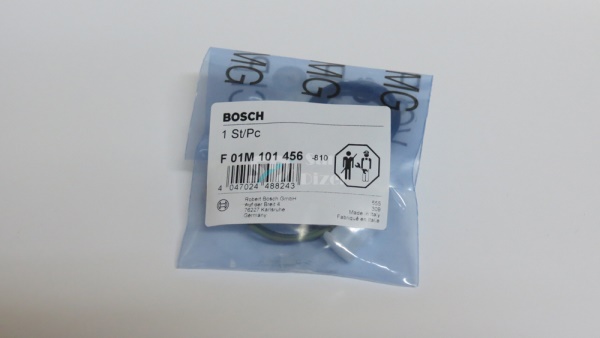 BOSCH
1 St/Pc
F 01M 101 456 -810
4 047024 488243
Robert Bosch GmbH
Auf der Breit 4
76227 Karlsruhe
Germany
Made in Italy
Fabriqué en Italie